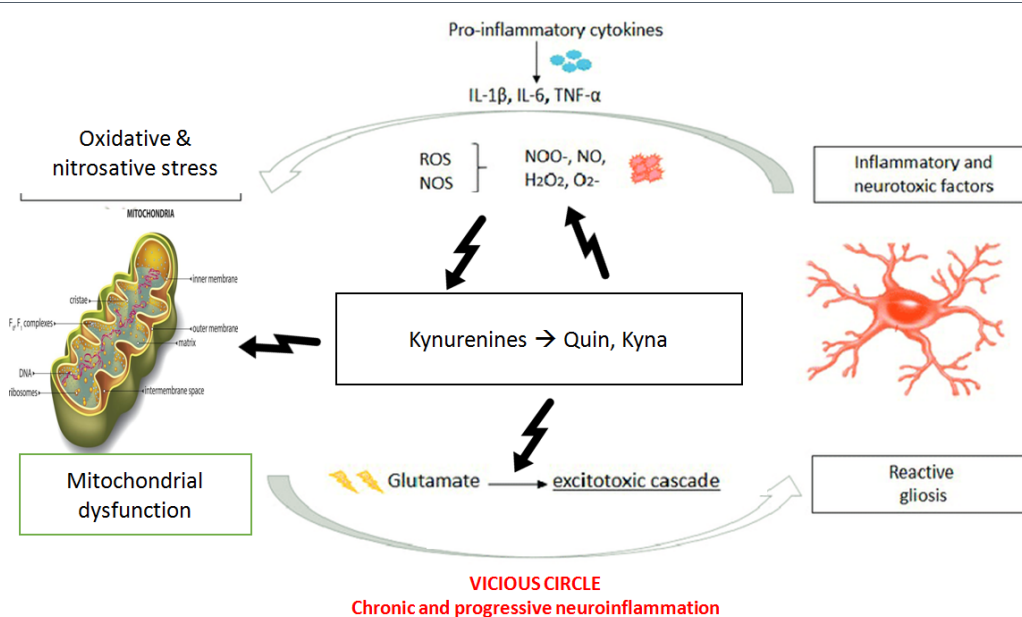 Pro-inflammatory cytokines
IL-1β, IL-6, TNF-α
Oxidative &
nitrosative stress
ROS
NOS
NOO-, NO,
H2O2, O2-
Inflammatory and
neurotoxic factors
MITOCHONDRIA
inner membrane
cristae
F0, F1 complexes
outer membrane
matrix
DNA
ribosomes
intermembrane space
Kynurenines → Quin, Kyna
Mitochondrial
dysfunction
Glutamate → excitotoxic cascade
Reactive
gliosis
VICIOUS CIRCLE
Chronic and progressive neuroinflammation